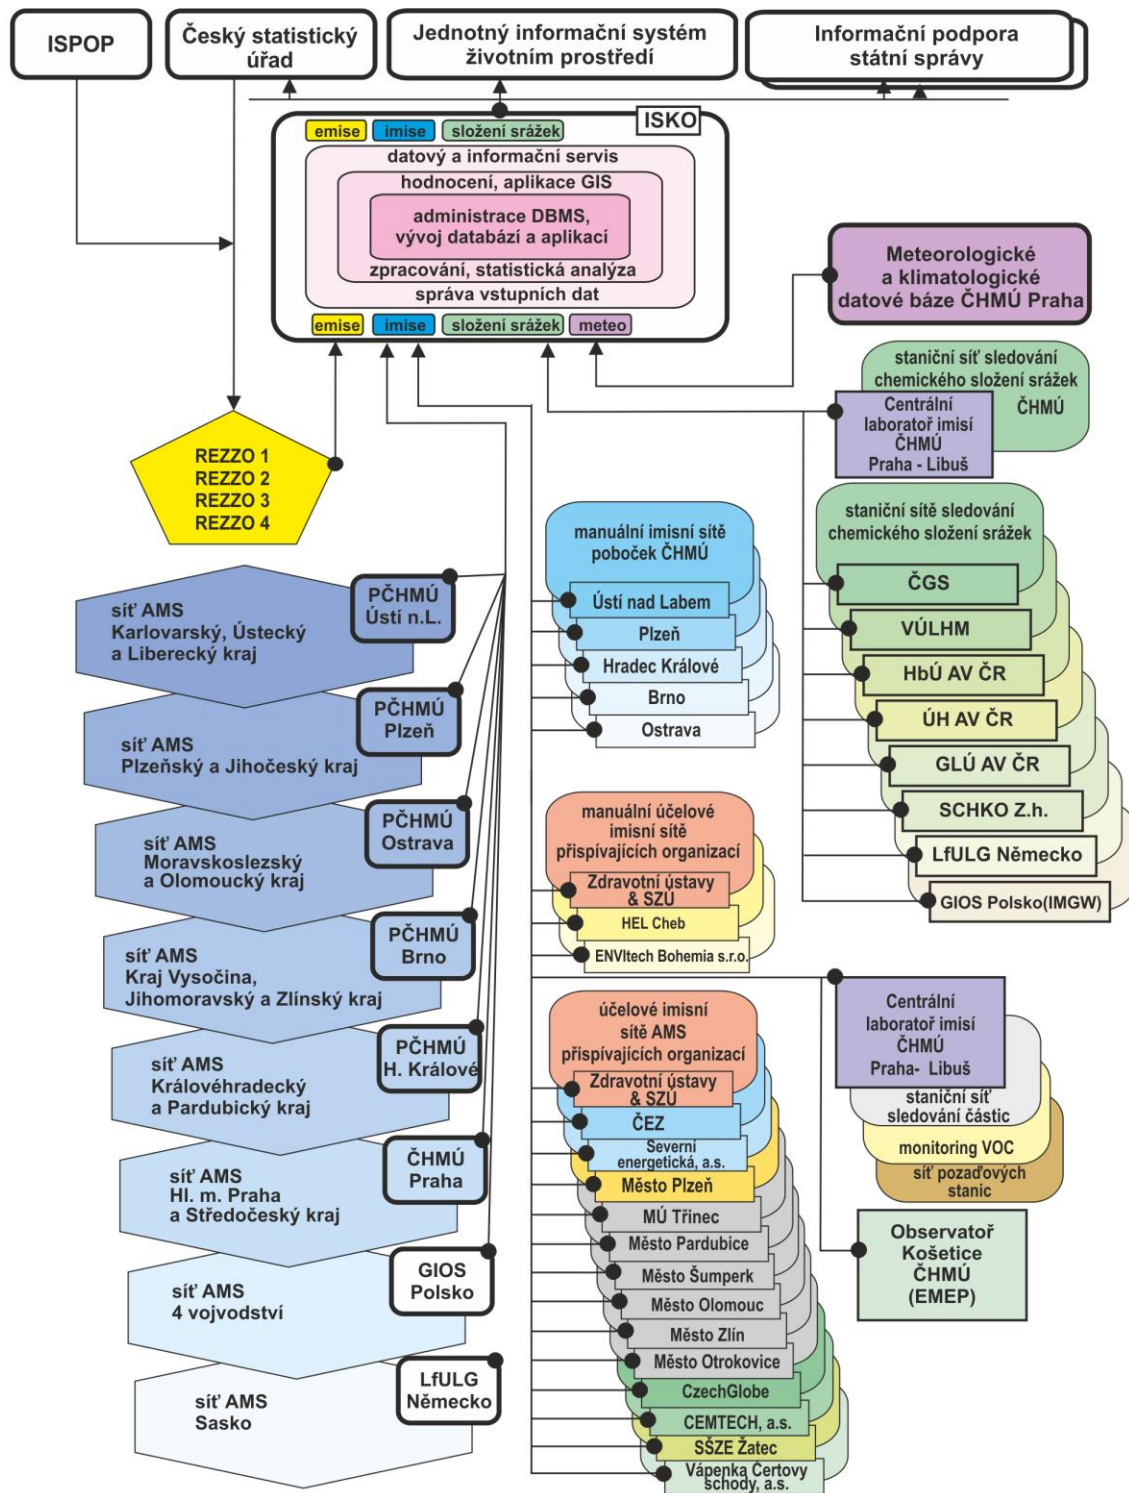 ISPOP
Český statistický
úřad
Jednotný informační systém
životním prostředí
Informační podpora
státní správy
ISKO
emise
imise
složení srážek
datový a informační servis
hodnocení, aplikace GIS
administrace DBMS,
vývoj databází a aplikací
zpracování, statistická analýza
správa vstupních dat
emise
imise
složení srážek
meteo
Meteorologické
a klimatologické
datové báze ČHMÚ Praha
staniční síť sledování
chemického složení srážek
ČHMÚ
Centrální
laboratoř imisí
ČHMÚ
Praha - Libuš
REZZO 1
REZZO 2
REZZO 3
REZZO 4
síť AMS
Karlovarský, Ústecký
a Liberecký kraj
PČHMÚ
Ústí n.L.
síť AMS
Plzeňský a Jihočeský kraj
PČHMÚ
Plzeň
síť AMS
Moravskoslezský
a Olomoucký kraj
PČHMÚ
Ostrava
síť AMS
Kraj Vysočina,
Jihomoravský a Zlínský kraj
PČHMÚ
Brno
síť AMS
Královéhradecký
a Pardubický kraj
PČHMÚ
H. Králové
síť AMS
Hl. m. Praha
a Středočeský kraj
ČHMÚ
Praha
síť AMS
4 vojvodství
GIOS
Polsko
síť AMS
Sasko
LfULG
Německo
manuální imisní sítě
poboček ČHMÚ
Ústí nad Labem
Plzeň
Hradec Králové
Brno
Ostrava
manuální účelové
imisní sítě
přispívajících organizací
Zdravotní ústavy
& SZÚ
HEL Cheb
ENVItech Bohemia s.r.o.
účelové imisní
sítě AMS
přispívajících organizací
Zdravotní ústavy
& SZÚ
ČEZ
Severní
energetická, a.s.
Město Plzeň
MÚ Třinec
Město Pardubice
Město Šumperk
Město Olomouc
Město Zlín
Město Otrokovice
CzechGlobe
CEMTECH, a.s.
SŠZE Žatec
Vápenka Čertovy
schody, a.s.
staniční sítě sledování
chemického složení srážek
ČGS
VÚLHM
HbÚ AV ČR
ÚH AV ČR
GLÚ AV ČR
SCHKO Z.h.
LfULG Německo
GIOS Polsko(IMGW)
Centrální
laboratoř imisí
ČHMÚ
Praha- Libuš
staniční síť
sledování částic
monitoring VOC
síť pozaďových
stanic
Observatoř
Košetice
ČHMÚ
(EMEP)